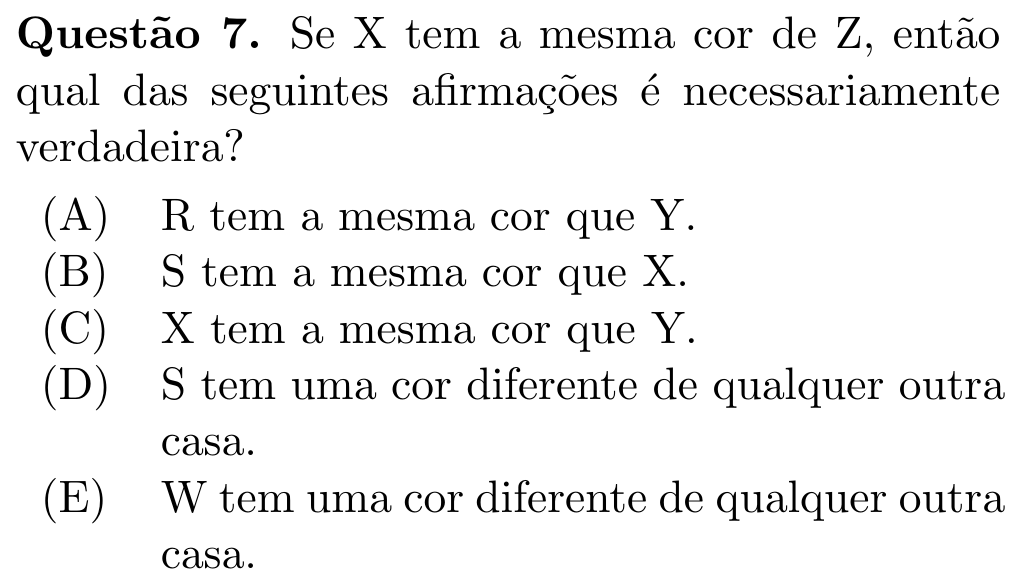 Questão 7. Se X tem a mesma cor de Z, então
qual das seguintes afirmações é necessariamente
verdadeira?
(A) R tem a mesma cor que Y.
(B) S tem a mesma cor que X.
(C) X tem a mesma cor que Y.
(D) S tem uma cor diferente de qualquer outra
casa.
(E) W tem uma cor diferente de qualquer outra
casa.